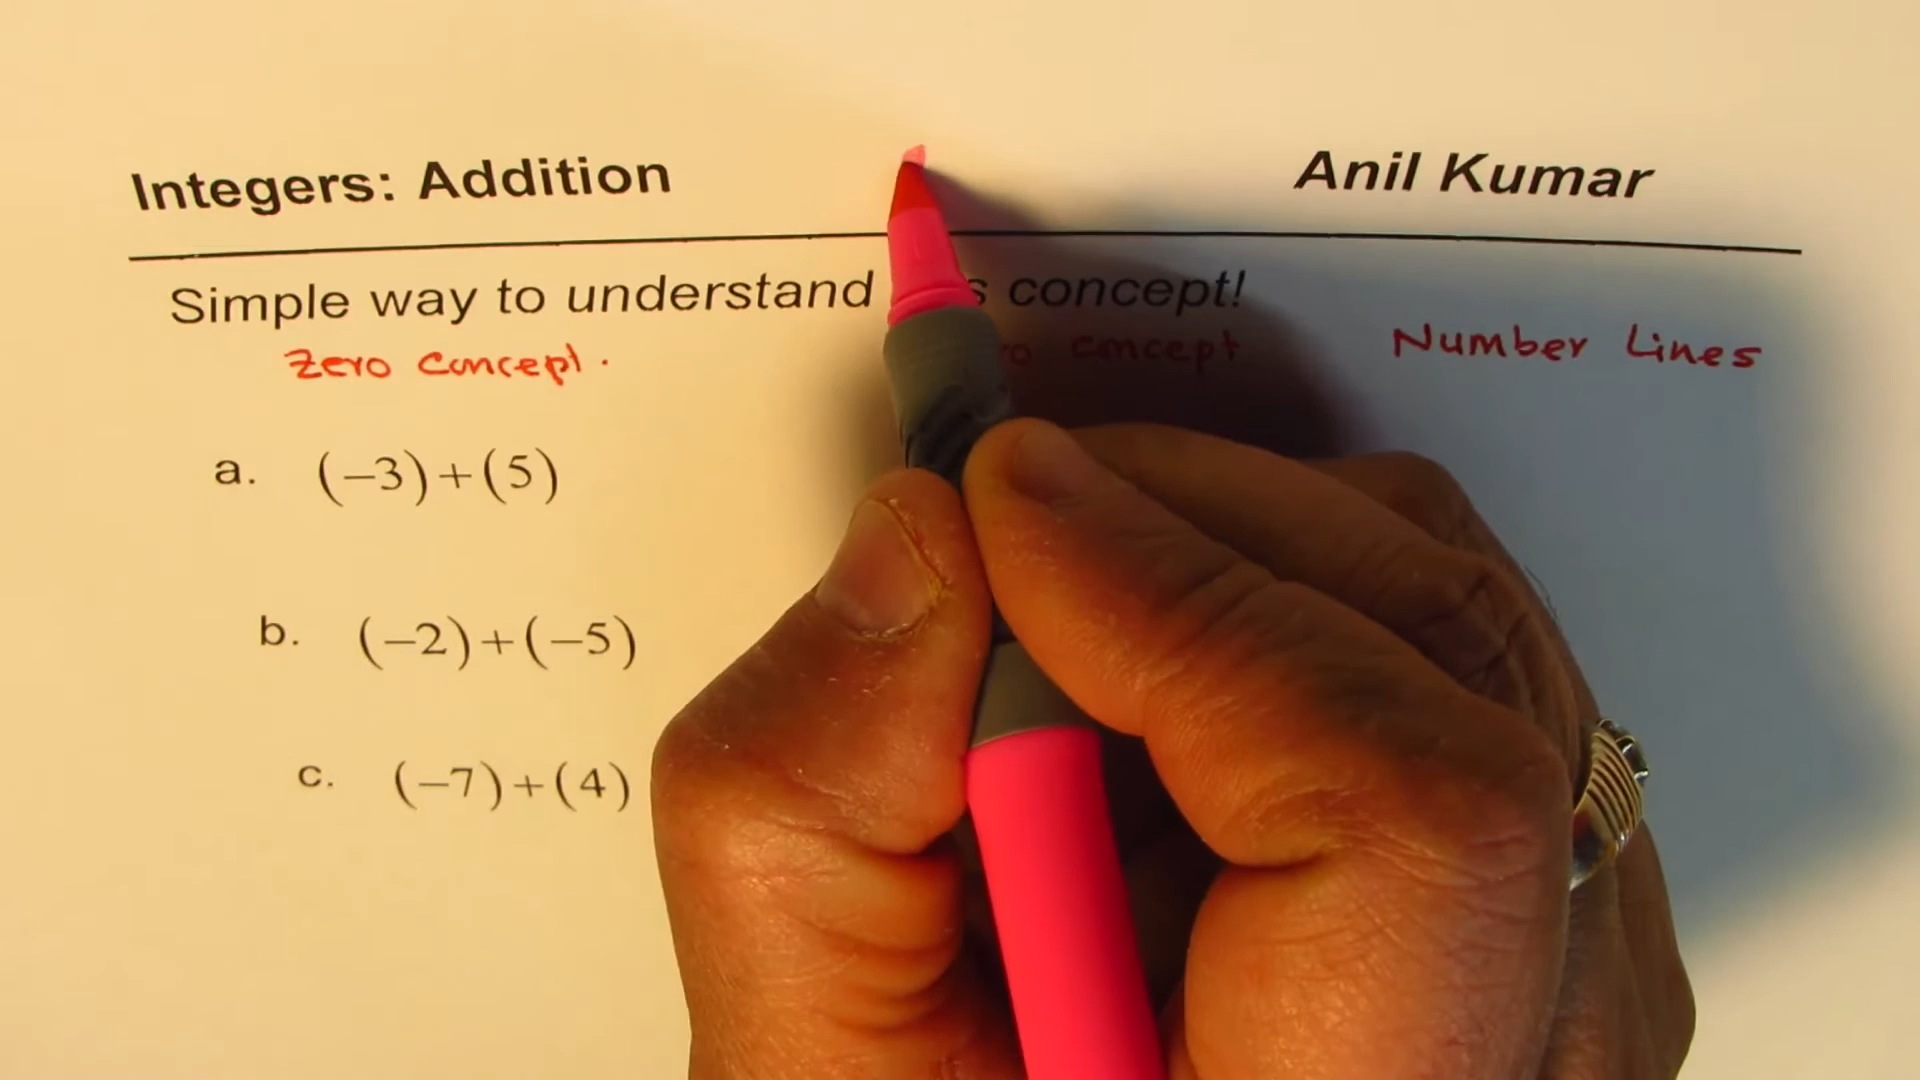 Integers: Addition Anil Kumar
Simple way to understand concept!
Zero Concept. concept Number Lines
a. (−3)+(5)
b. (−2)+(−5)
c. (−7)+(4)